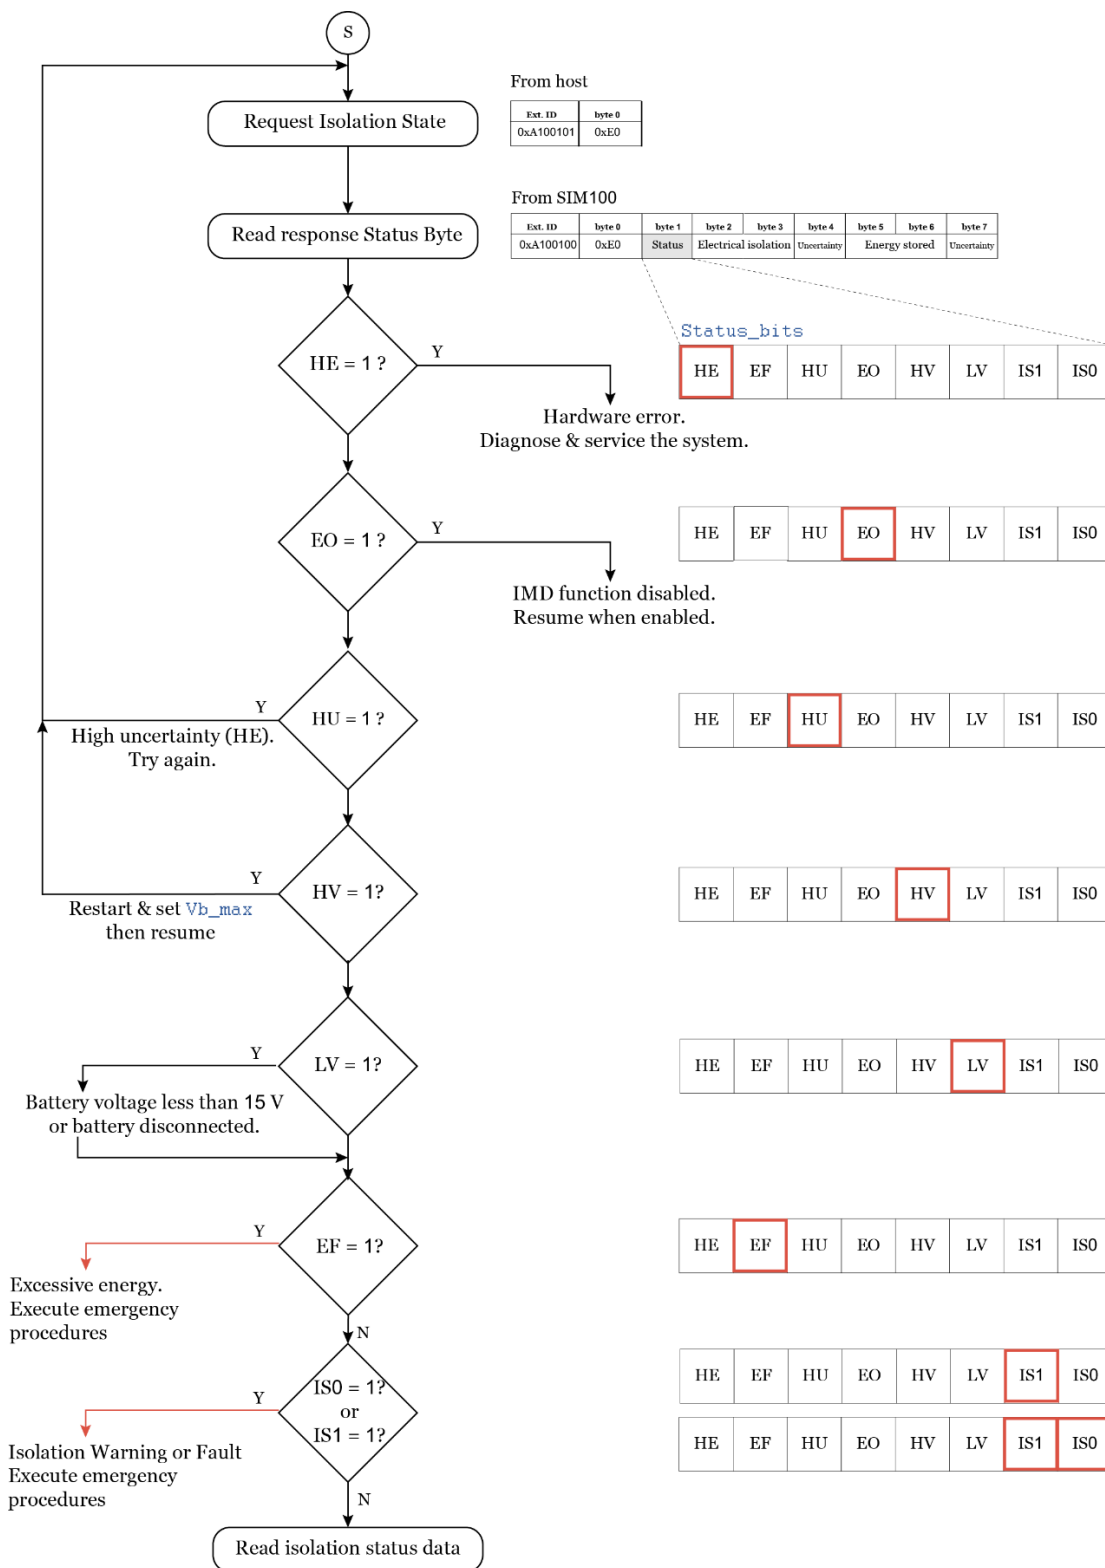 S
From host
Ext. ID byte 0
0xA100101 0xE0
Request Isolation State
From SIM100
Ext. ID byte 0 byte 1 byte 2 byte 3 byte 4 byte 5 byte 6 byte 7
0xA100100 0xE0 Status Electrical isolation Uncertainty Energy stored Uncertainty
Read response Status Byte
Status_bits
HE EF HU EO HV LV IS1 IS0
HE = 1 ?
Y
Hardware error.
Diagnose & service the system.
HE EF HU EO HV LV IS1 IS0
EO = 1 ?
Y
IMD function disabled.
Resume when enabled.
HE EF HU EO HV LV IS1 IS0
HU = 1 ?
Y
High uncertainty (HE).
Try again.
HE EF HU EO HV LV IS1 IS0
HV = 1?
Y
Restart & set Vb_max
then resume
HE EF HU EO HV LV IS1 IS0
LV = 1?
Y
Battery voltage less than 15 V
or battery disconnected.
HE EF HU EO HV LV IS1 IS0
EF = 1?
Y
Excessive energy.
Execute emergency
procedures
N
HE EF HU EO HV LV IS1 IS0
IS0 = 1?
or
IS1 = 1?
Y
HE EF HU EO HV LV IS1 IS0
Isolation Warning or Fault
Execute emergency
procedures
N
Read isolation status data